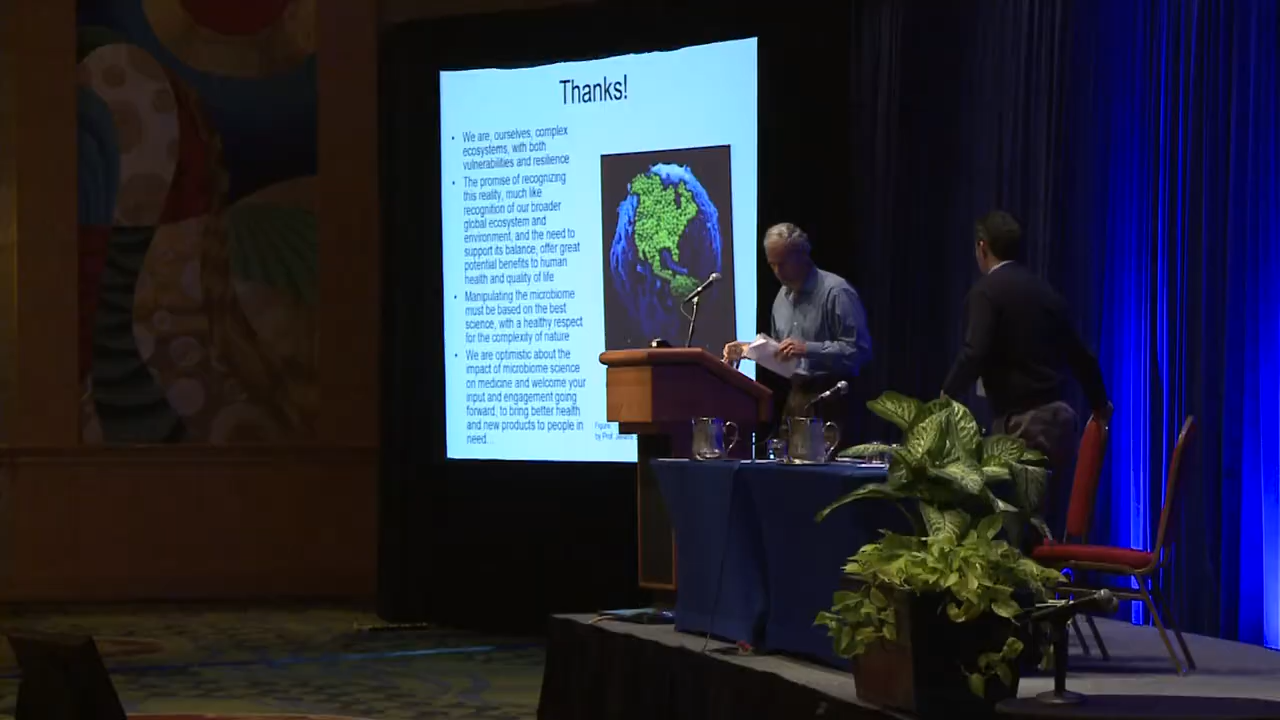 Thanks!
• We are, ourselves, complex
ecosystems, with both
vulnerabilities and resilience
• The promise of recognizing
this reality, much like
recognition of our broader
global ecosystem and
environment, and the need to
support its balance, offer great
potential benefits to human
health and quality of life
• Manipulating the microbiome
must be based on the best
science, with a healthy respect
for the complexity of nature
• We are optimistic about the
impact of microbiome science
on medicine and welcome your
input and engagement going
forward, to bring better health
and new products to people in
need...
Figure
by Prof.